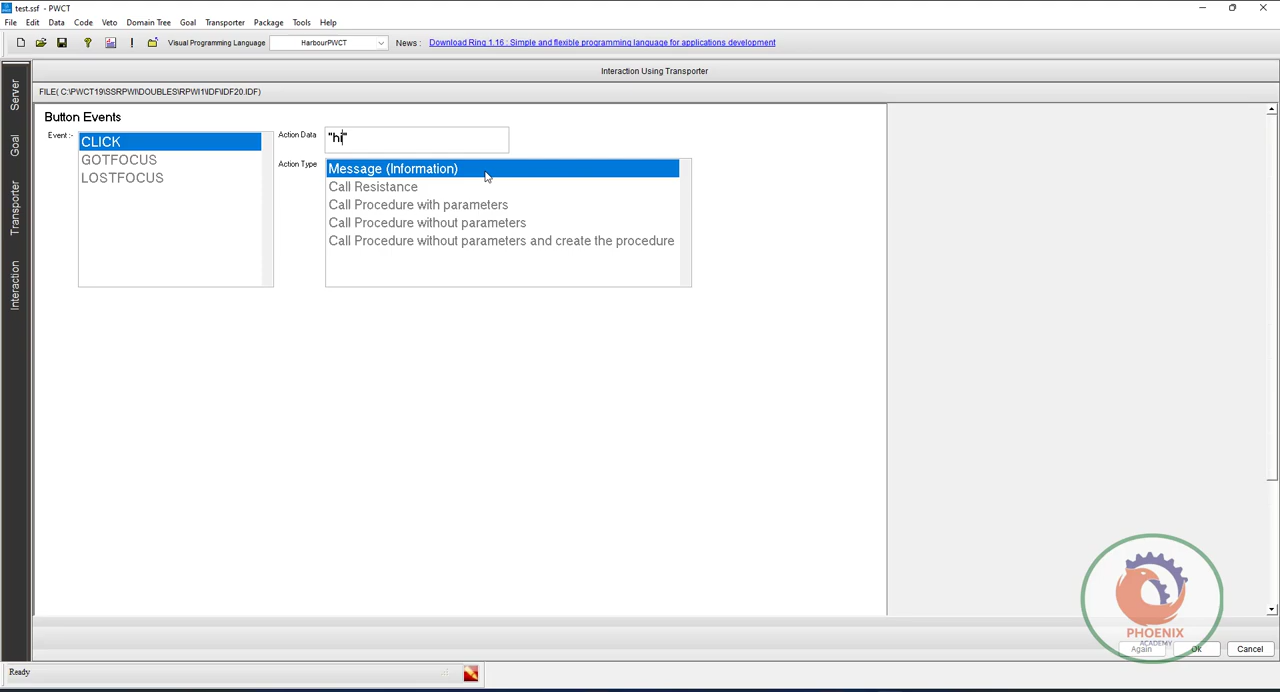 test.ssf - PWCT
File Edit Data Code Veto Domain Tree Goal Transporter Package Tools Help
Visual Programming Language HarbourPWCT News : Download Ring 1.16 : Simple and flexible programming language for applications development
Interaction Using Transporter
FILE( C:\PWCT19\SSRPWI\DOUBLES\RPWI1\IDF\IDF20.IDF)
Server
Goal
Transporter
Interaction
Button Events
Event :-
CLICK
GOTFOCUS
LOSTFOCUS
Action Data "hi"
Action Type
Message (Information)
Call Resistance
Call Procedure with parameters
Call Procedure without parameters
Call Procedure without parameters and create the procedure
PHOENIX
ACADEMY
Again Ok Cancel
Ready